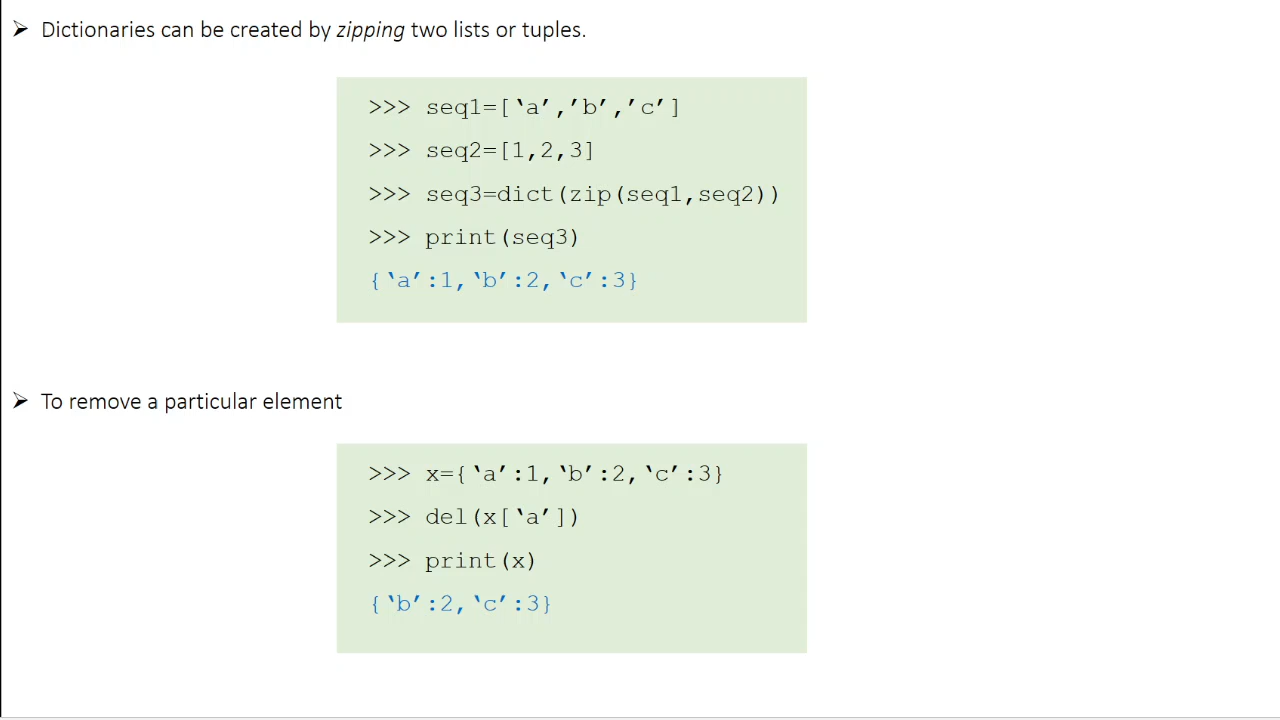 ➢ Dictionaries can be created by zipping two lists or tuples.
>>> seq1=[‘a’,’b’,’c’]
>>> seq2=[1,2,3]
>>> seq3=dict(zip(seq1,seq2))
>>> print(seq3)
{‘a’:1,‘b’:2,‘c’:3}
➢ To remove a particular element
>>> x={‘a’:1,‘b’:2,‘c’:3}
>>> del(x[‘a’])
>>> print(x)
{‘b’:2,‘c’:3}